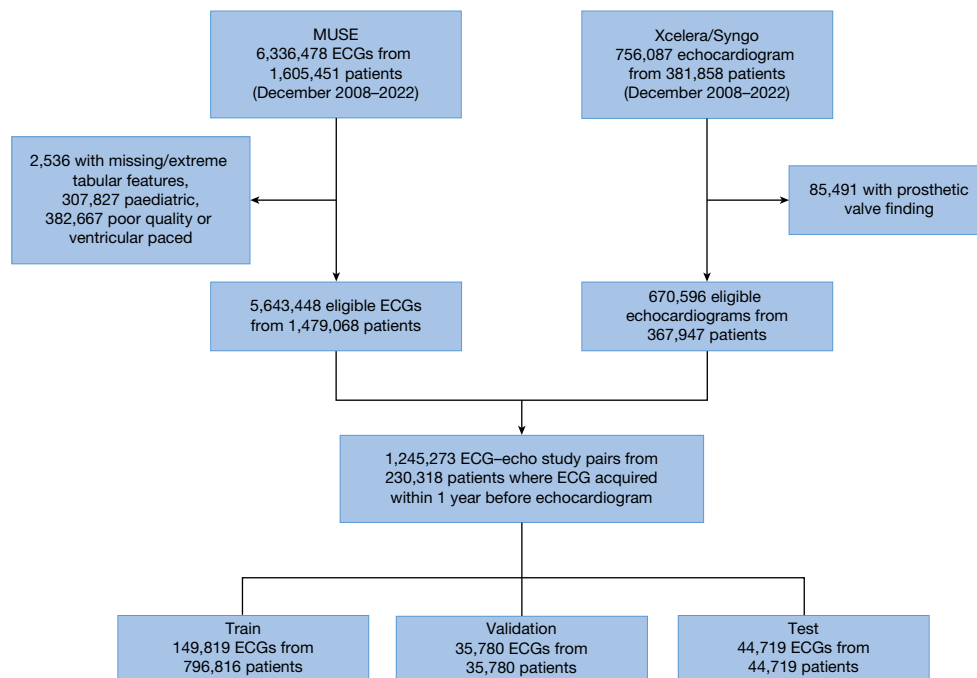 MUSE
6,336,478 ECGs from
1,605,451 patients
(December 2008–2022)
Xcelera/Syngo
756,087 echocardiogram
from 381,858 patients
(December 2008–2022)
2,536 with missing/extreme
tabular features,
307,827 paediatric,
382,667 poor quality or
ventricular paced
85,491 with prosthetic
valve finding
5,643,448 eligible ECGs
from 1,479,068 patients
670,596 eligible
echocardiograms from
367,947 patients
1,245,273 ECG–echo study pairs from
230,318 patients where ECG acquired
within 1 year before echocardiogram
Train
149,819 ECGs from
796,816 patients
Validation
35,780 ECGs from
35,780 patients
Test
44,719 ECGs from
44,719 patients